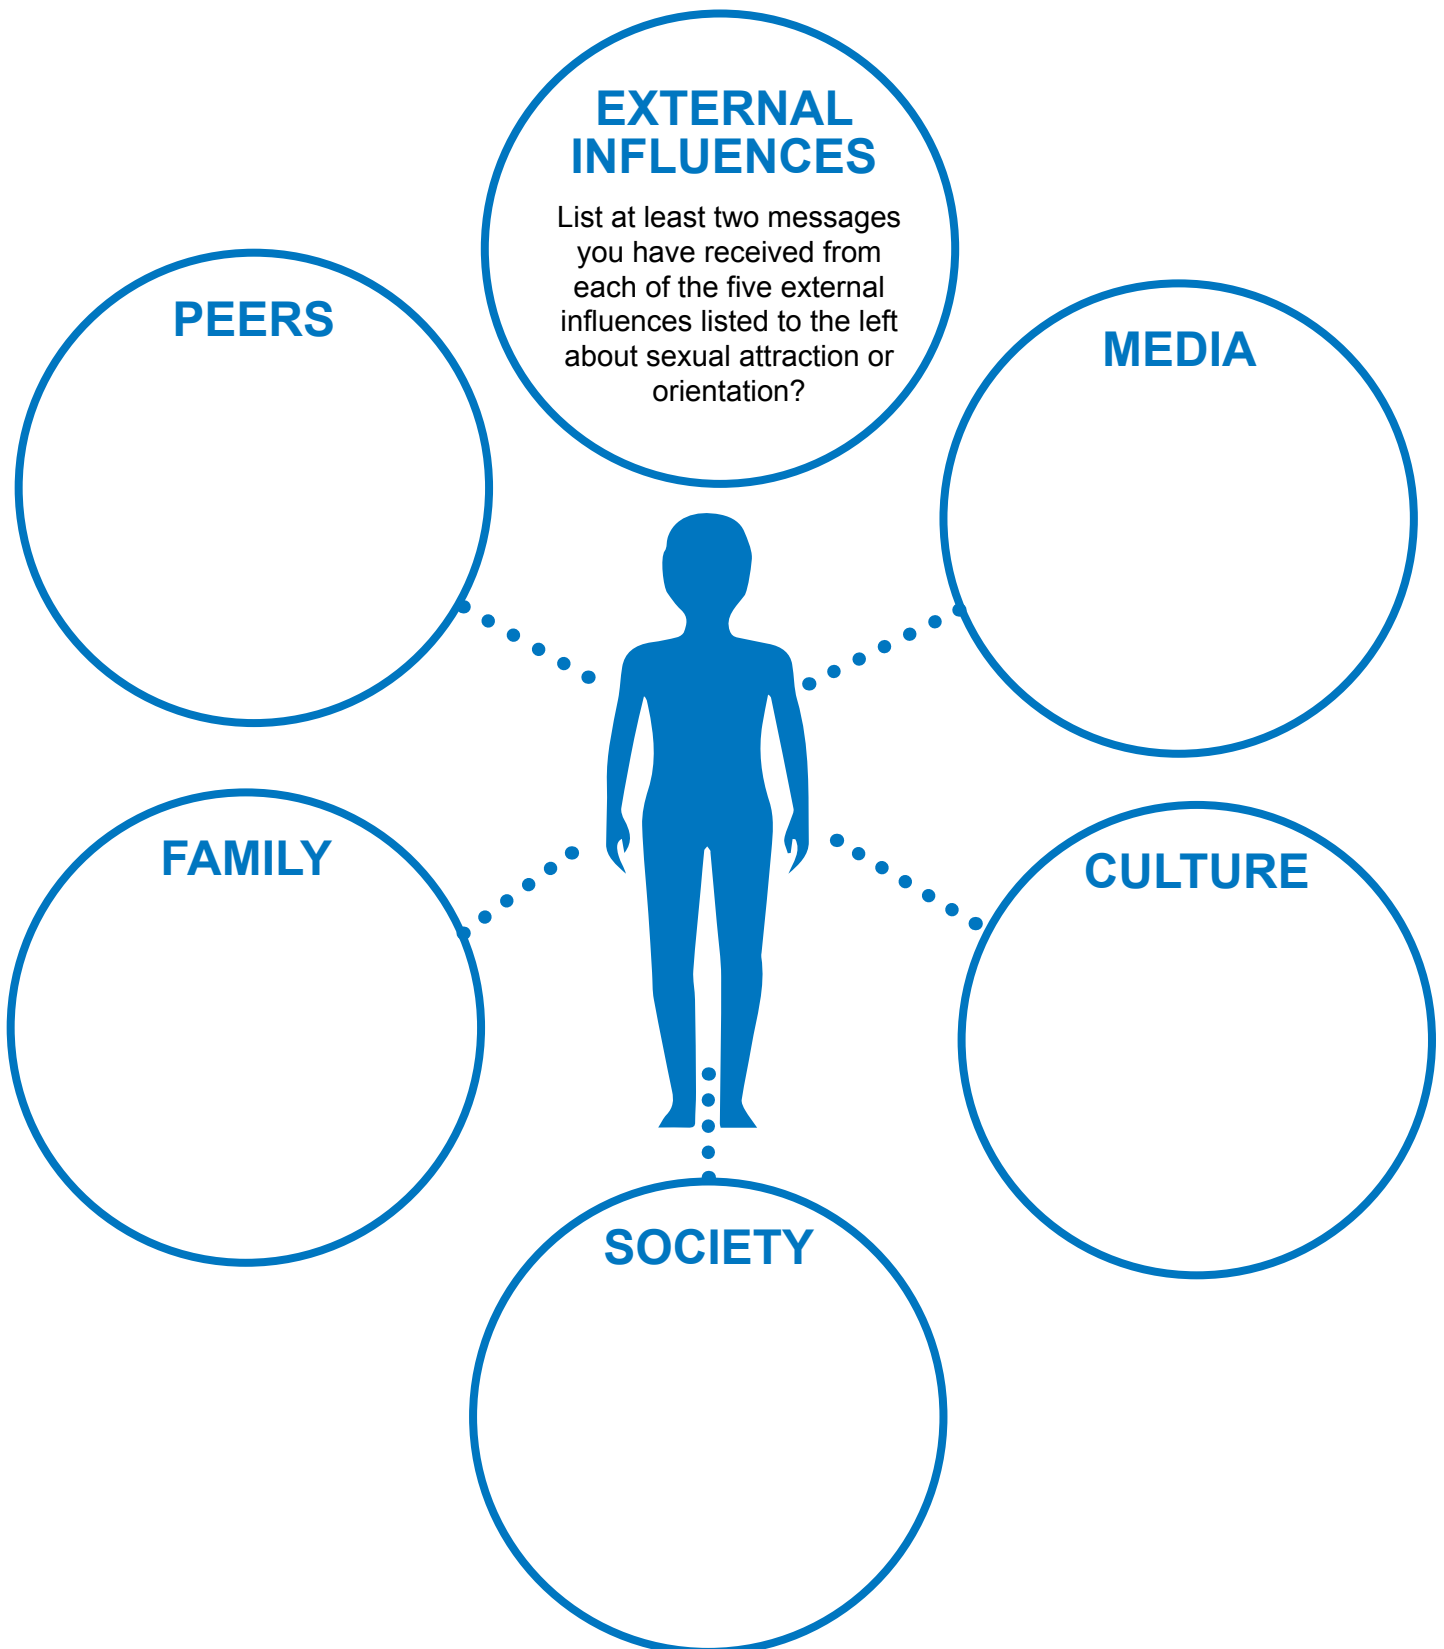 EXTERNAL
INFLUENCES
List at least two messages
you have received from
each of the five external
influences listed to the left
about sexual attraction or
orientation?
PEERS
MEDIA
FAMILY
CULTURE
SOCIETY